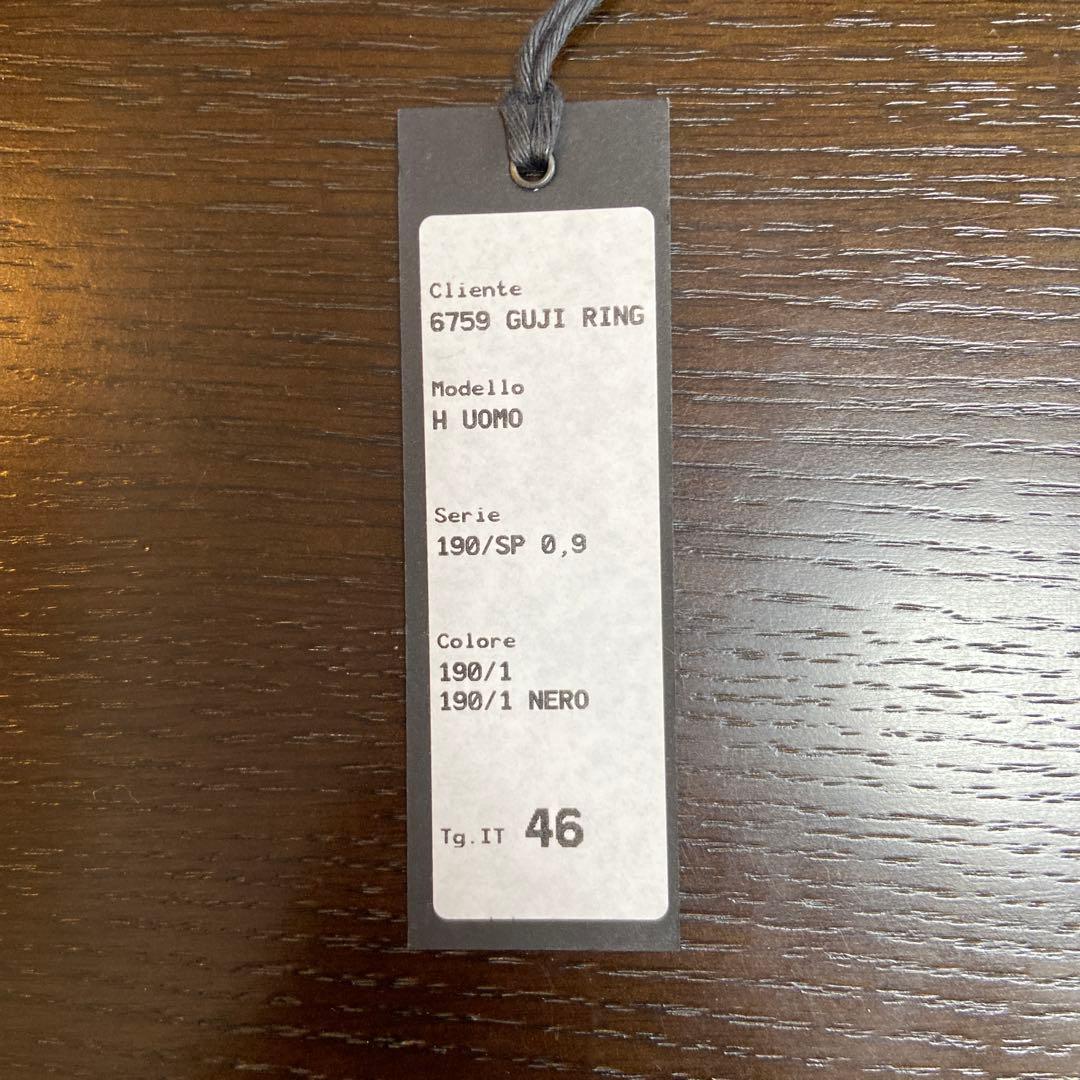 Cliente
6759 GUJI RING
Modello
H UOMO
Serie
190/SP 0,9
Colore
190/1
190/1 NERO
Tg.IT 46